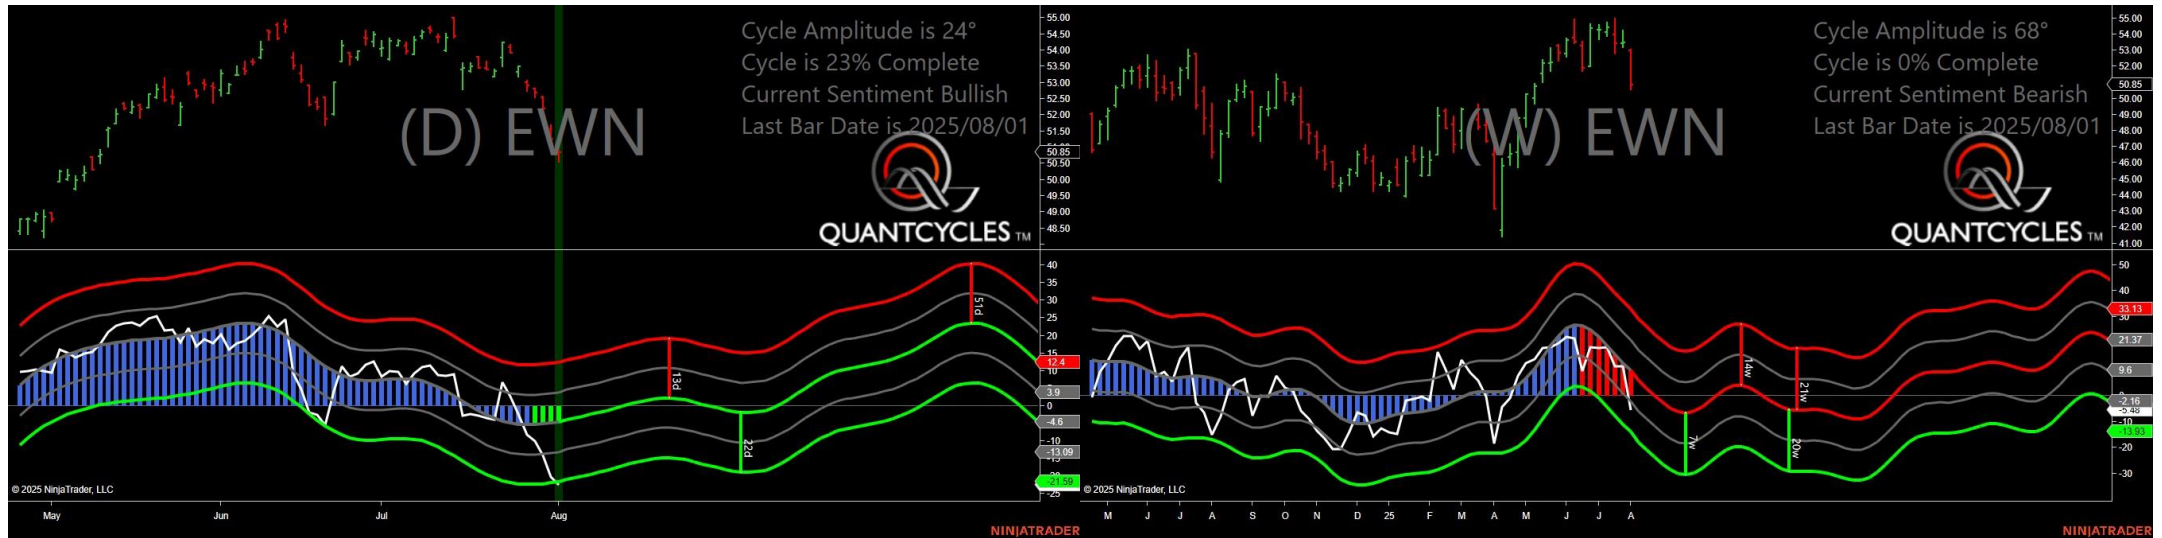 Cycle Amplitude is 24°
Cycle is 23% Complete
Current Sentiment Bullish
Last Bar Date is 2025/08/01
(D) EWN
QUANTCYCLES TM
55.00
54.50
54.00
53.50
53.00
52.50
52.00
51.50
50.85
50.50
50.00
49.50
49.00
48.50
40
35
30
25
20
15
12.4
5
3.9
0
-4.6
-10
-13.09
-21.59
-25
13d
22d
51d
© 2025 NinjaTrader, LLC
May Jun Jul Aug
NINJATRADER
Cycle Amplitude is 68°
Cycle is 0% Complete
Current Sentiment Bearish
Last Bar Date is 2025/08/01
(W) EWN
QUANTCYCLES TM
55.00
54.00
53.00
52.00
50.85
50.00
49.00
48.00
47.00
46.00
45.00
44.00
43.00
42.00
41.00
50
40
33.13
30
21.37
9.6
-2.16
-5.48
-13.93
-20
-30
7w
14w
20w
21w
© 2025 NinjaTrader, LLC
M J J A S O N D 25 F M A M J J A
NINJATRADER